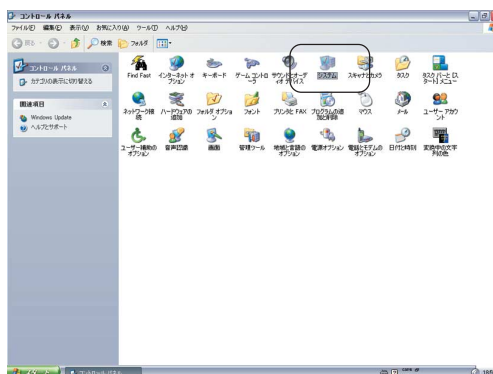 コントロール パネル
ファイル(F) 編集(E) 表示(V) お気に入り(A) ツール(T) ヘルプ(H)
戻る 検索 フォルダ
コントロール パネル
カテゴリの表示に切り替える
関連項目
Windows Update
ヘルプとサポート
Find Fast
インターネット オプション
キーボード
ゲーム コントローラ
サウンドとオーディオ デバイス
システム
スキャナとカメラ
タスク
タスク バーと [スタート] メニュー
ネットワーク接続
ハードウェアの追加
フォルダ オプション
フォント
プリンタと FAX
プログラムの追加と削除
マウス
メール
ユーザー アカウント
ユーザー補助のオプション
音声認識
画面
管理ツール
地域と言語のオプション
電源オプション
電話とモデムのオプション
日付と時刻
変換中の文字列の色
コントロール パネル